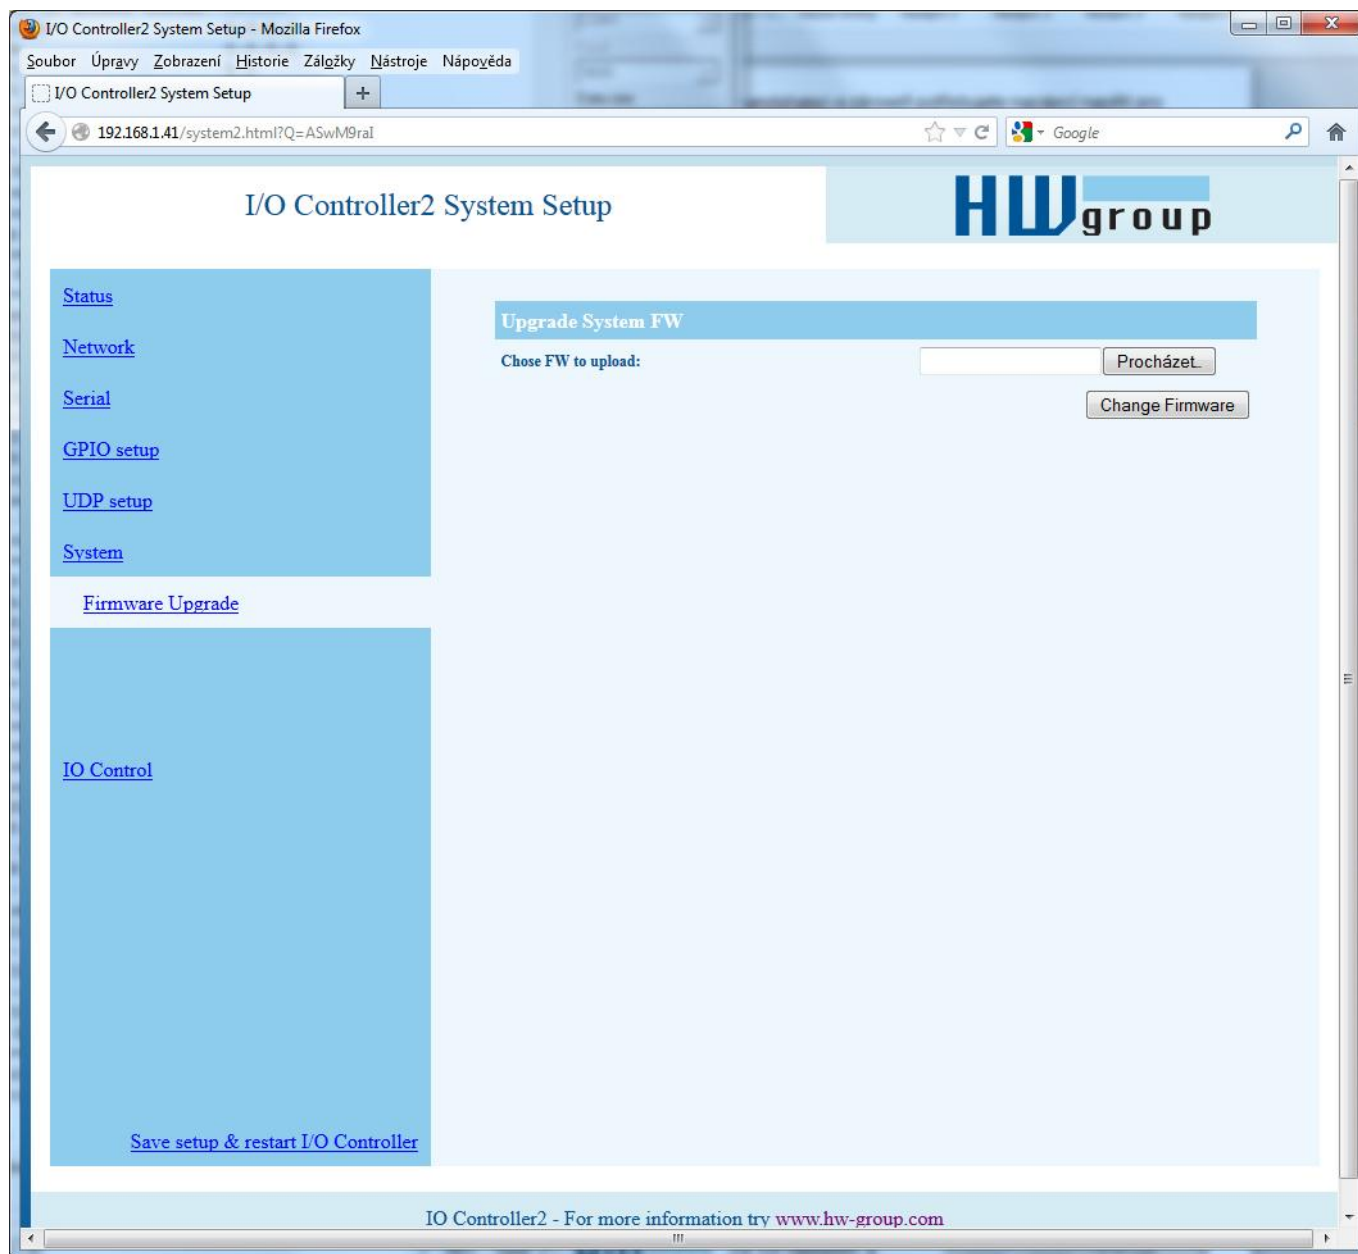 I/O Controller2 System Setup - Mozilla Firefox
Soubor Úpravy Zobrazení Historie Záložky Nástroje Nápověda
I/O Controller2 System Setup +
192.168.1.41/system2.html?Q=ASwM9raI Google
I/O Controller2 System Setup
HW group
Status
Network
Serial
GPIO setup
UDP setup
System
Firmware Upgrade
IO Control
Save setup & restart I/O Controller
Upgrade System FW
Chose FW to upload: Procházet..
Change Firmware
IO Controller2 - For more information try www.hw-group.com